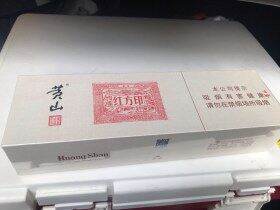 黄山
红方印
本公司提示
吸烟有害健康
请勿在禁烟场所吸烟
Huang Shan